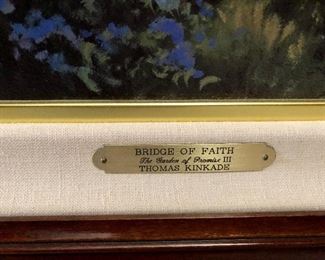 BRIDGE OF FAITH
The Garden of Promise III
THOMAS KINKADE